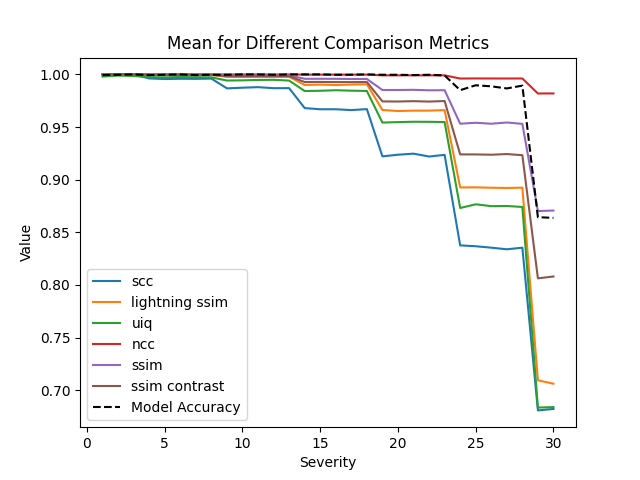 Mean for Different Comparison Metrics
1.00
0.95
0.90
0.85
0.80
0.75
0.70
Value
scc
lightning ssim
uiq
ncc
ssim
ssim contrast
Model Accuracy
0 5 10 15 20 25 30
Severity